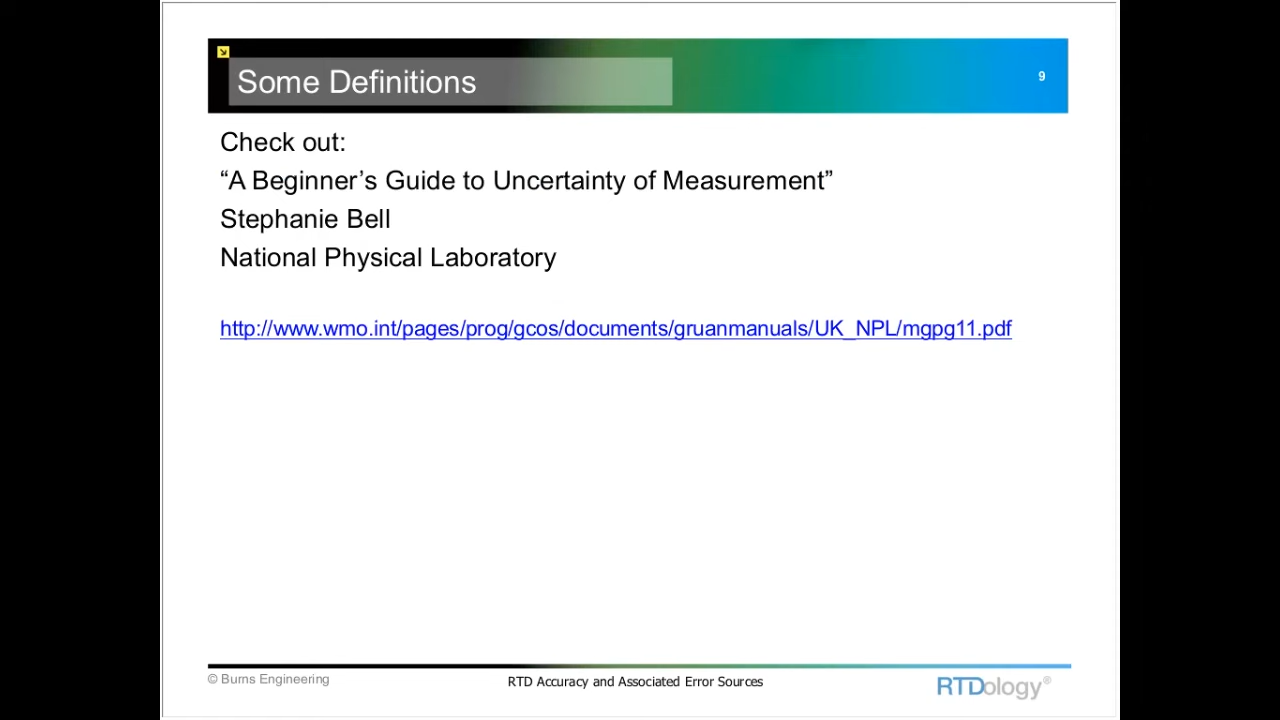 Some Definitions
9
Check out:
“A Beginner’s Guide to Uncertainty of Measurement”
Stephanie Bell
National Physical Laboratory
http://www.wmo.int/pages/prog/gcos/documents/gruanmanuals/UK_NPL/mgpg11.pdf
© Burns Engineering
RTD Accuracy and Associated Error Sources
RTDology®